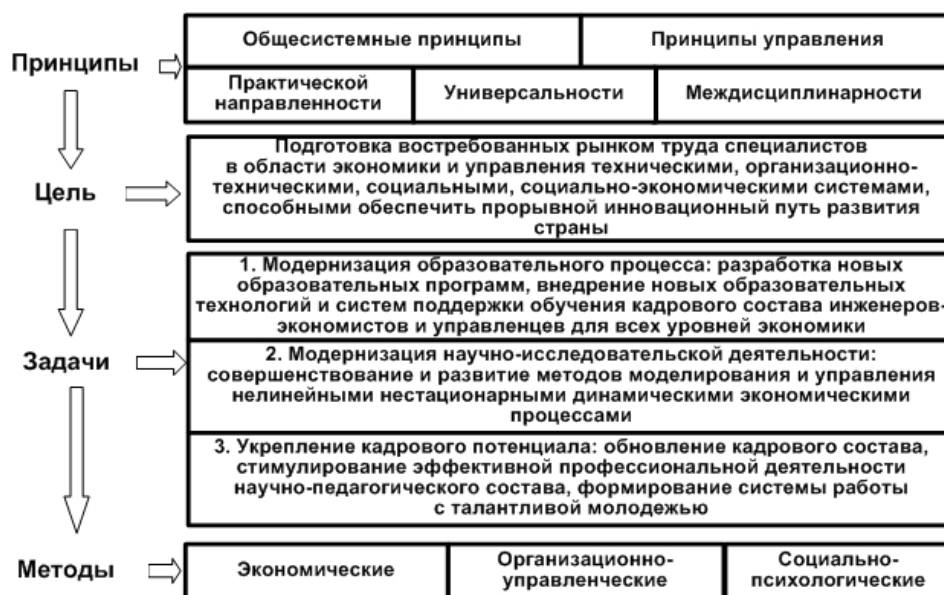 Общесистемные принципы
Принципы управления
Принципы
Практической
направленности
Универсальности
Междисциплинарности
Подготовка востребованных рынком труда специалистов
в области экономики и управления техническими, организационно-
техническими, социальными, социально-экономическими системами,
способными обеспечить прорывной инновационный путь развития
страны
Цель
1. Модернизация образовательного процесса: разработка новых
образовательных программ, внедрение новых образовательных
технологий и систем поддержки обучения кадрового состава инженеров-
экономистов и управленцев для всех уровней экономики
Задачи
2. Модернизация научно-исследовательской деятельности:
совершенствование и развитие методов моделирования и управления
нелинейными нестационарными динамическими экономическими
процессами
3. Укрепление кадрового потенциала: обновление кадрового состава,
стимулирование эффективной профессиональной деятельности
научно-педагогического состава, формирование системы работы
с талантливой молодежью
Методы
Экономические
Организационно-
управленческие
Социально-
психологические